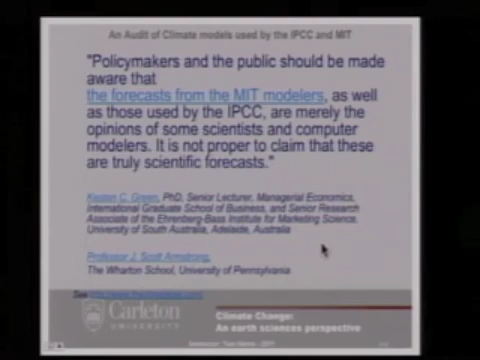 An Audit of Climate models used by the IPCC and MIT
"Policymakers and the public should be made
aware that
the forecasts from the MIT modelers, as well
as those used by the IPCC, are merely the
opinions of some scientists and computer
modelers. It is not proper to claim that these
are truly scientific forecasts."
Kesten C. Green, PhD, Senior Lecturer, Managerial Economics,
International Graduate School of Business, and Senior Research
Associate of the Ehrenberg-Bass Institute for Marketing Science,
University of South Australia, Adelaide, Australia
Professor J. Scott Armstrong,
The Wharton School, University of Pennsylvania
See
Carleton
UNIVERSITY
Climate Change:
An earth sciences perspective